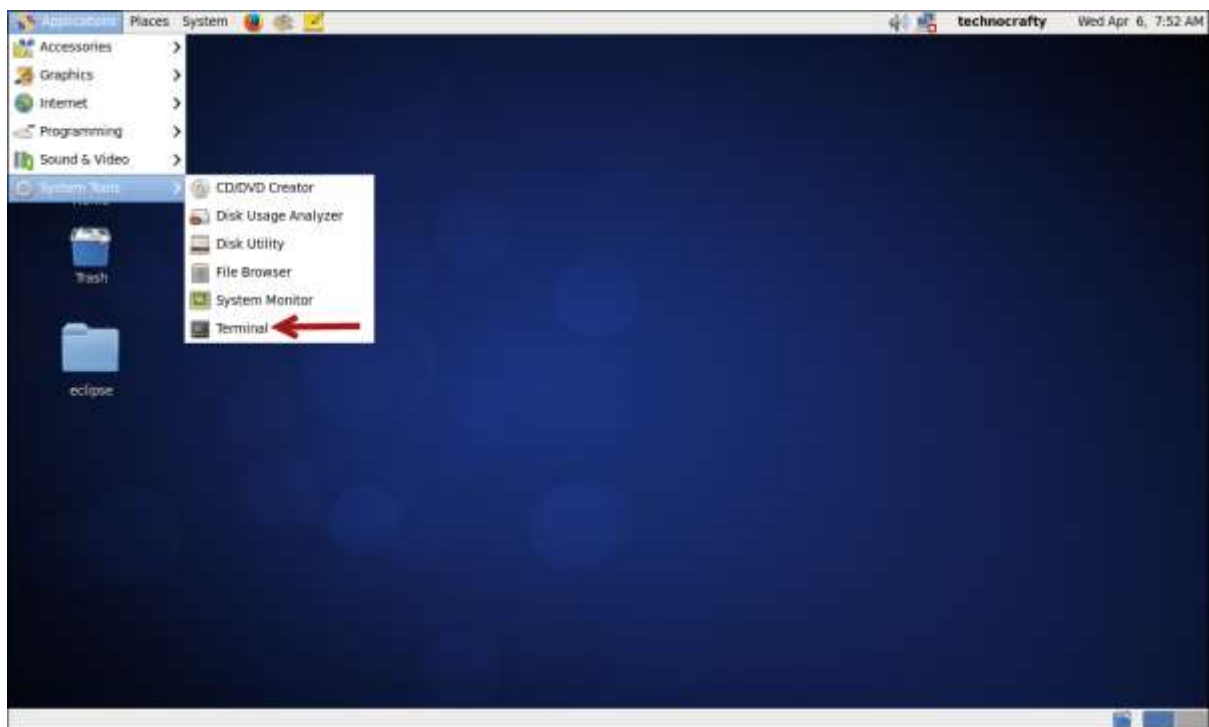 Applications Places System technocrafty Wed Apr 6, 7:52 AM
Accessories
Graphics
Internet
Programming
Sound & Video
System Tools
CD/DVD Creator
Disk Usage Analyzer
Disk Utility
File Browser
System Monitor
Terminal
Trash
eclipse